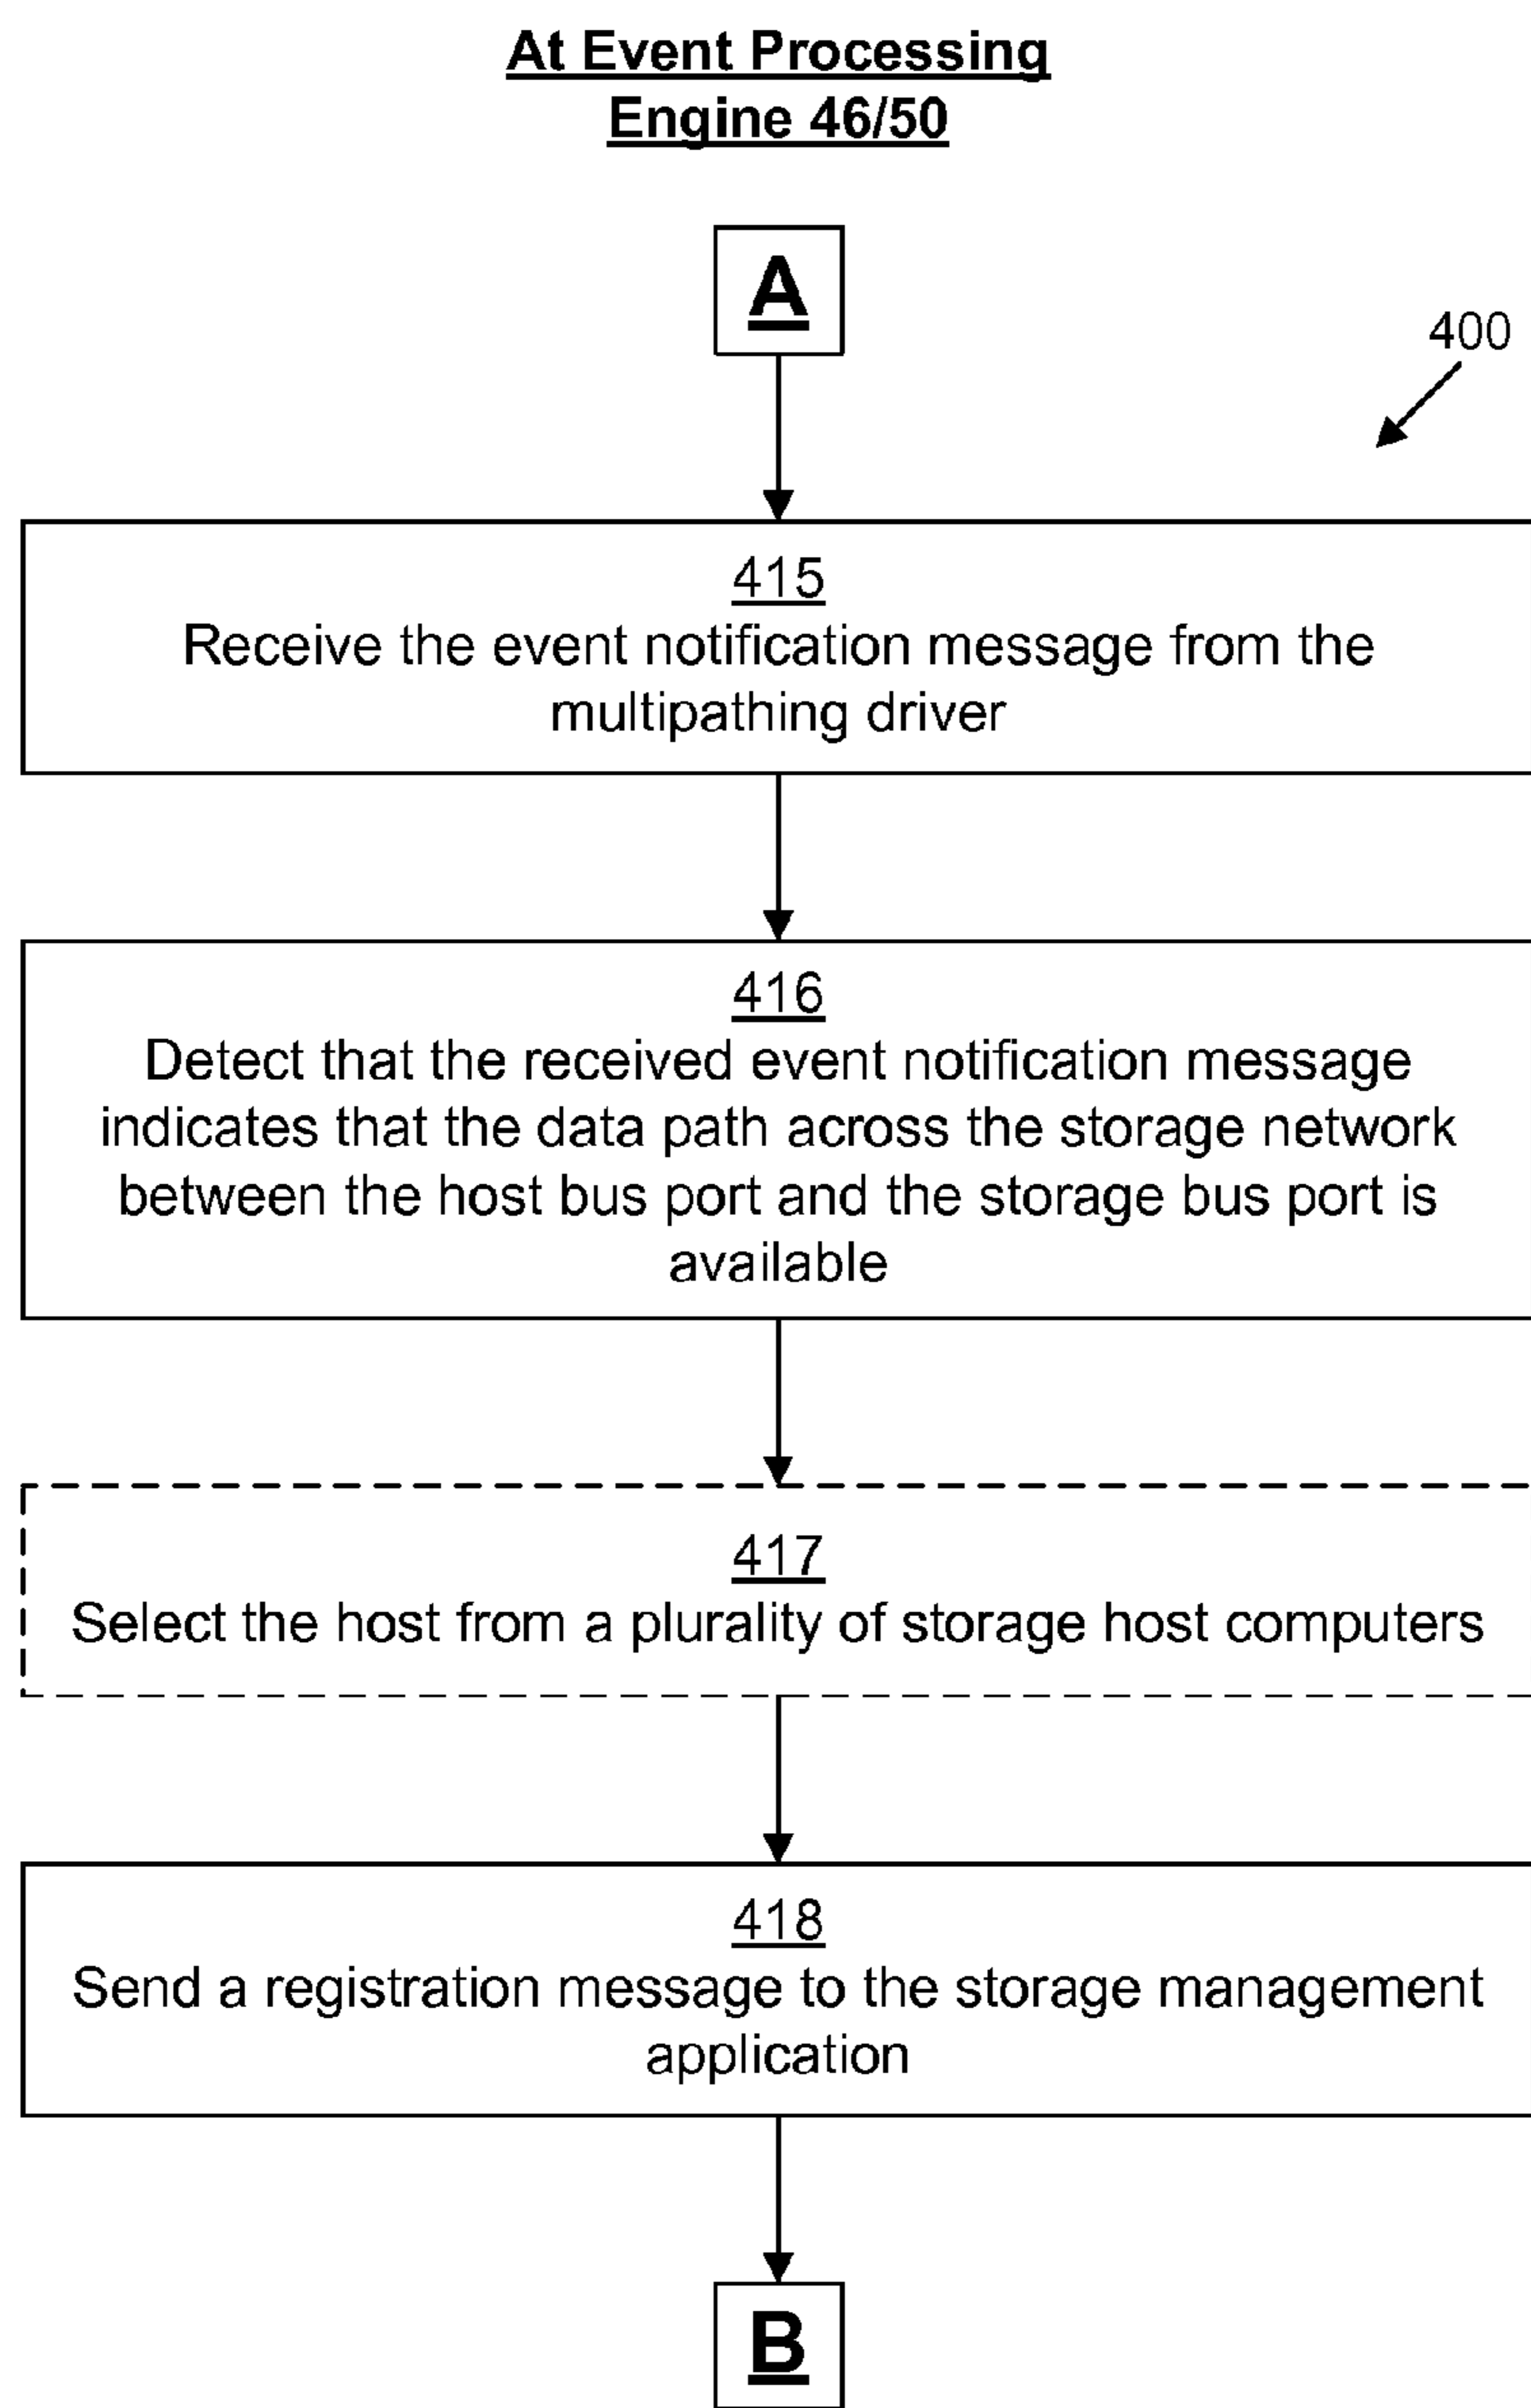 At Event Processing
Engine 46/50
A
400
415
Receive the event notification message from the
multipathing driver
416
Detect that the received event notification message
indicates that the data path across the storage network
between the host bus port and the storage bus port is
available
417
Select the host from a plurality of storage host computers
418
Send a registration message to the storage management
application
B